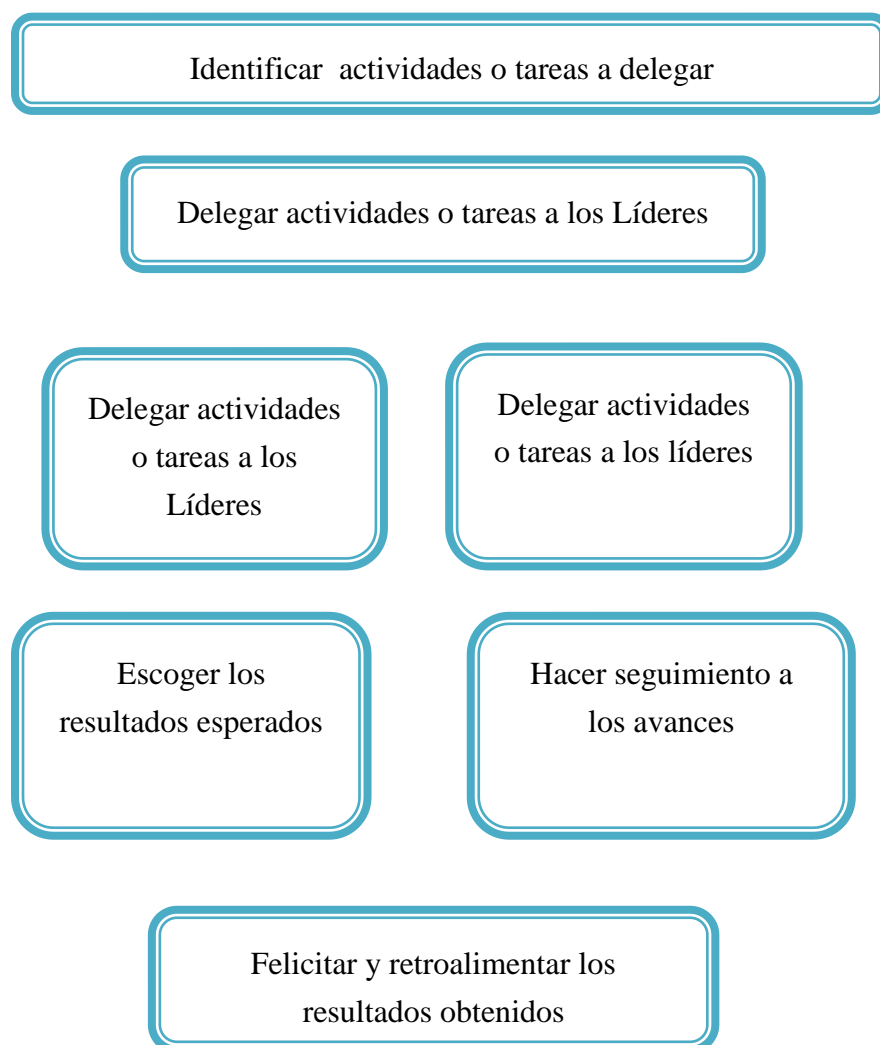 Identificar  actividades o tareas a delegar
Delegar actividades o tareas a los Líderes
Delegar actividades
o tareas a los
Líderes
Delegar actividades
o tareas a los líderes
Escoger los
resultados esperados
Hacer seguimiento a
los avances
Felicitar y retroalimentar los
resultados obtenidos